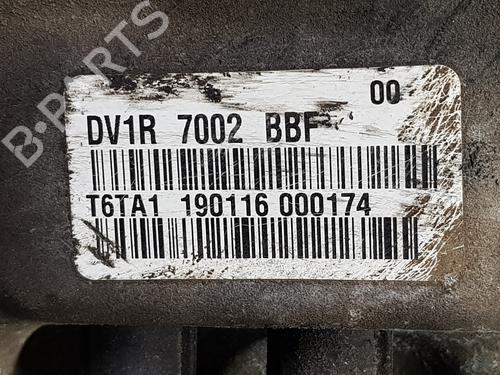 B-PARTS
00
DV1R 7002 BBF
T6TA1 190116 000174